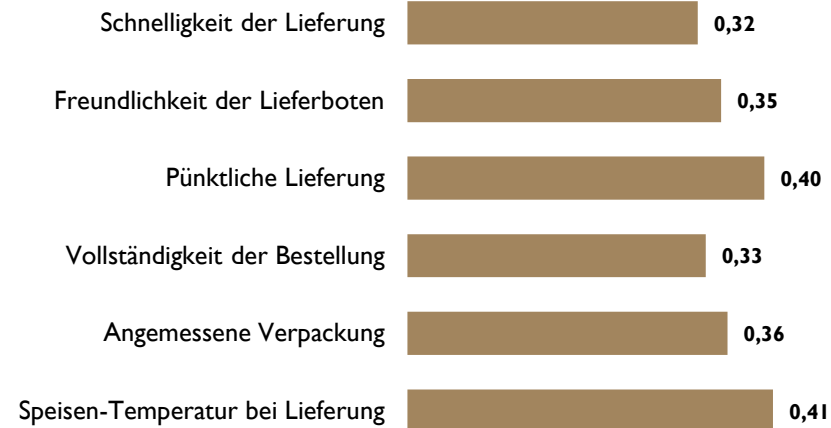 Schnelligkeit der Lieferung 0,32
Freundlichkeit der Lieferboten 0,35
Pünktliche Lieferung 0,40
Vollständigkeit der Bestellung 0,33
Angemessene Verpackung 0,36
Speisen-Temperatur bei Lieferung 0,41